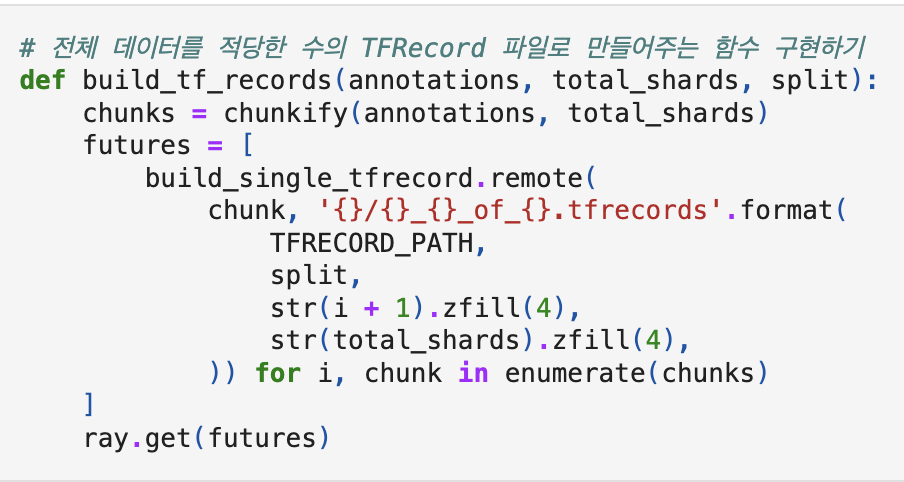 # 전체 데이터를 적당한 수의 TFRecord 파일로 만들어주는 함수 구현하기
def build_tf_records(annotations, total_shards, split):
    chunks = chunkify(annotations, total_shards)
    futures = [
        build_single_tfrecord.remote(
            chunk, '{}/{}_{}_of_{}.tfrecords'.format(
                TFRECORD_PATH,
                split,
                str(i + 1).zfill(4),
                str(total_shards).zfill(4),
            )) for i, chunk in enumerate(chunks)
    ]
    ray.get(futures)